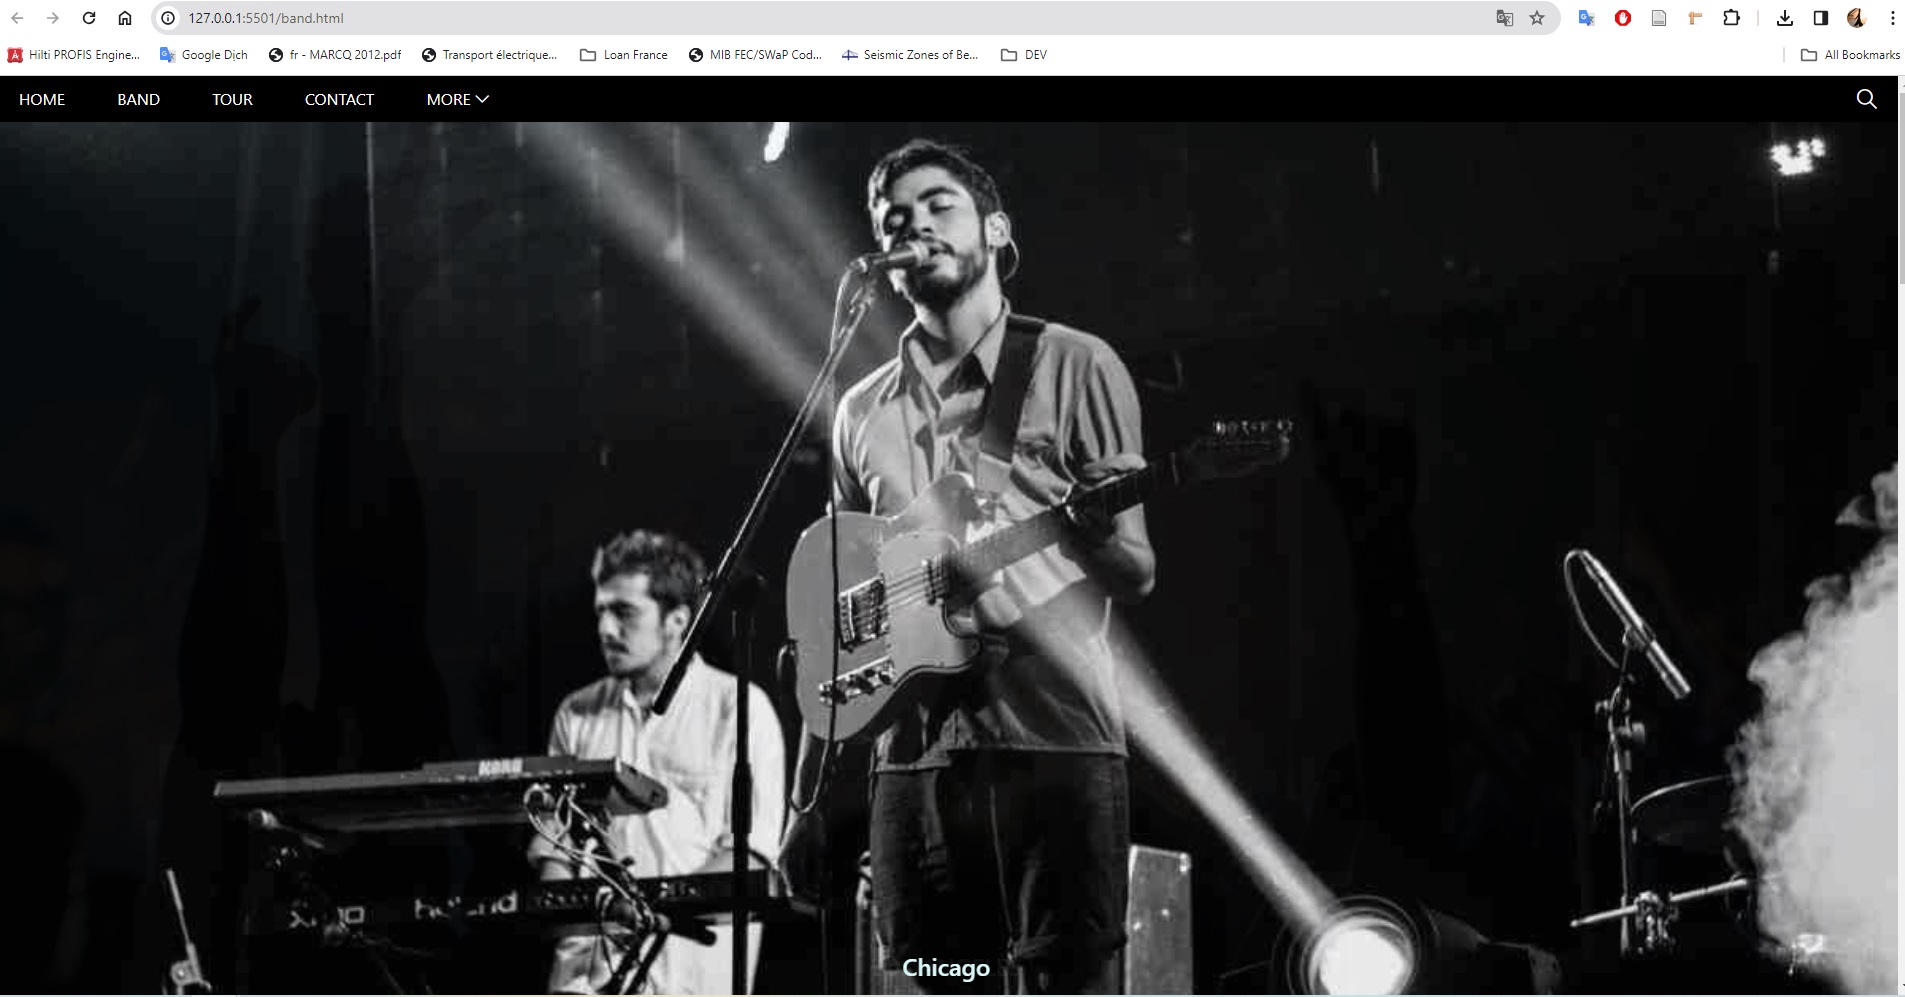 127.0.0.1:5501/band.html
Hilti PROFIS Engine... Google Dịch fr - MARCQ 2012.pdf Transport électrique... Loan France MIB FEC/SWaP Cod... Seismic Zones of Be... DEV All Bookmarks
HOME BAND TOUR CONTACT MORE
KORG
Chicago